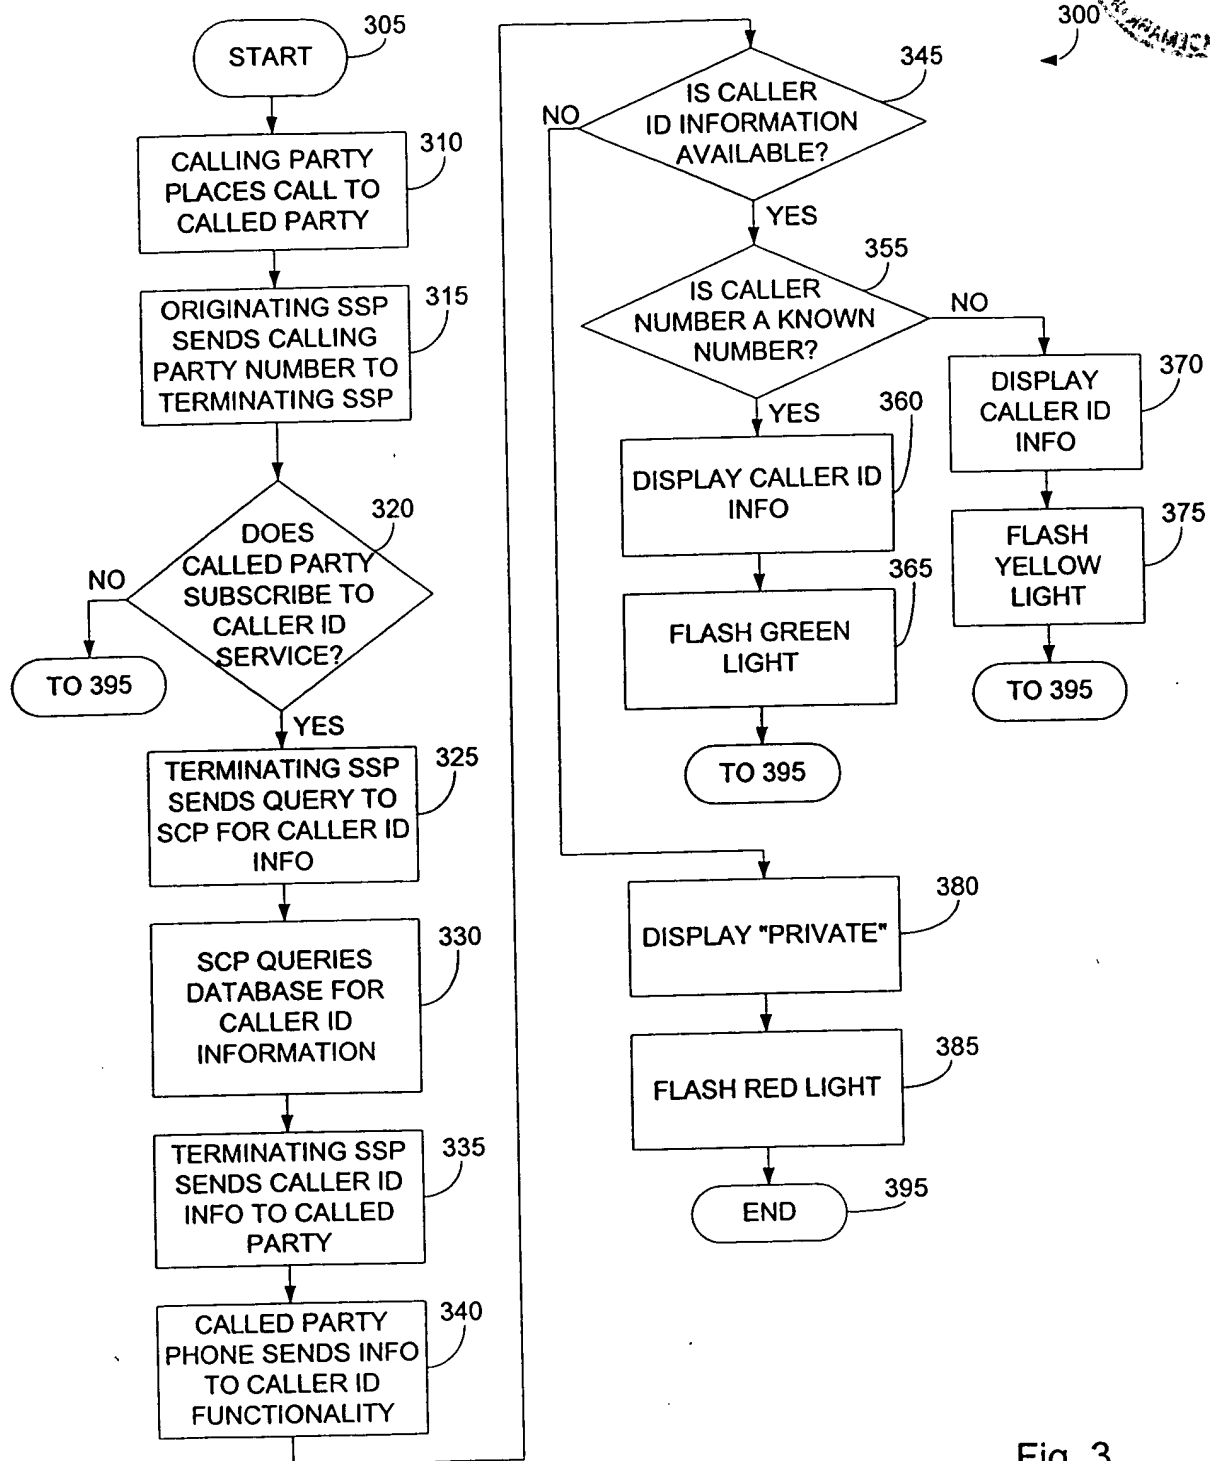 305
START
310
CALLING PARTY
PLACES CALL TO
CALLED PARTY
315
ORIGINATING SSP
SENDS CALLING
PARTY NUMBER TO
TERMINATING SSP
320
DOES
CALLED PARTY
SUBSCRIBE TO
CALLER ID
SERVICE?
NO
TO 395
YES
325
TERMINATING SSP
SENDS QUERY TO
SCP FOR CALLER ID
INFO
330
SCP QUERIES
DATABASE FOR
CALLER ID
INFORMATION
335
TERMINATING SSP
SENDS CALLER ID
INFO TO CALLED
PARTY
340
CALLED PARTY
PHONE SENDS INFO
TO CALLER ID
FUNCTIONALITY
300
345
IS CALLER
ID INFORMATION
AVAILABLE?
NO
YES
355
IS CALLER
NUMBER A KNOWN
NUMBER?
NO
YES
360
DISPLAY CALLER ID
INFO
365
FLASH GREEN
LIGHT
TO 395
370
DISPLAY
CALLER ID
INFO
375
FLASH
YELLOW
LIGHT
TO 395
380
DISPLAY "PRIVATE"
385
FLASH RED LIGHT
395
END
Fig. 3